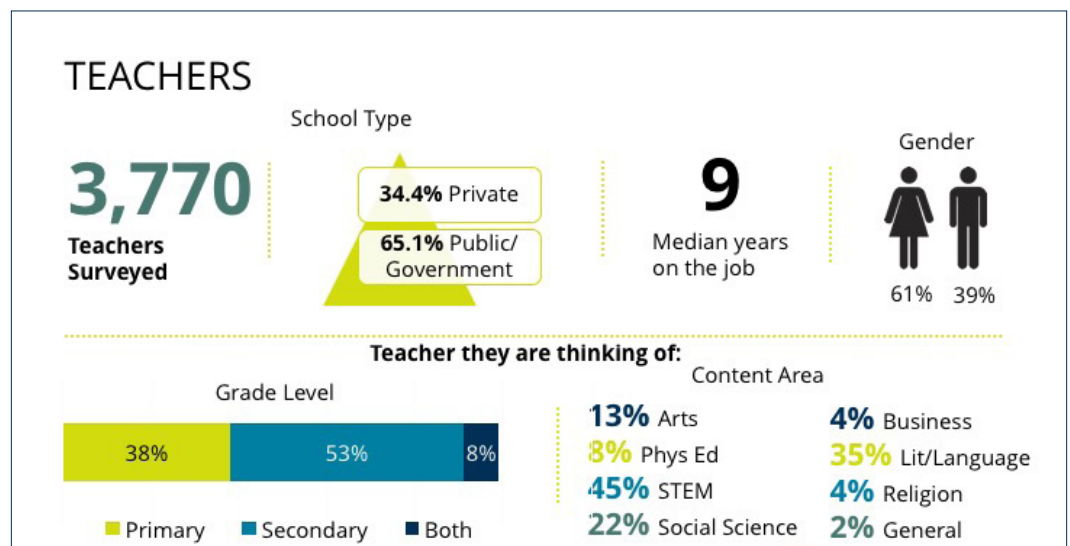 TEACHERS
School Type
3,770
Teachers
Surveyed
34.4% Private
65.1% Public/
Government
9
Median years
on the job
Gender
61% 39%
Teacher they are thinking of:
Grade Level
38% 53% 8%
Primary Secondary Both
Content Area
13% Arts
8% Phys Ed
45% STEM
22% Social Science
4% Business
35% Lit/Language
4% Religion
2% General